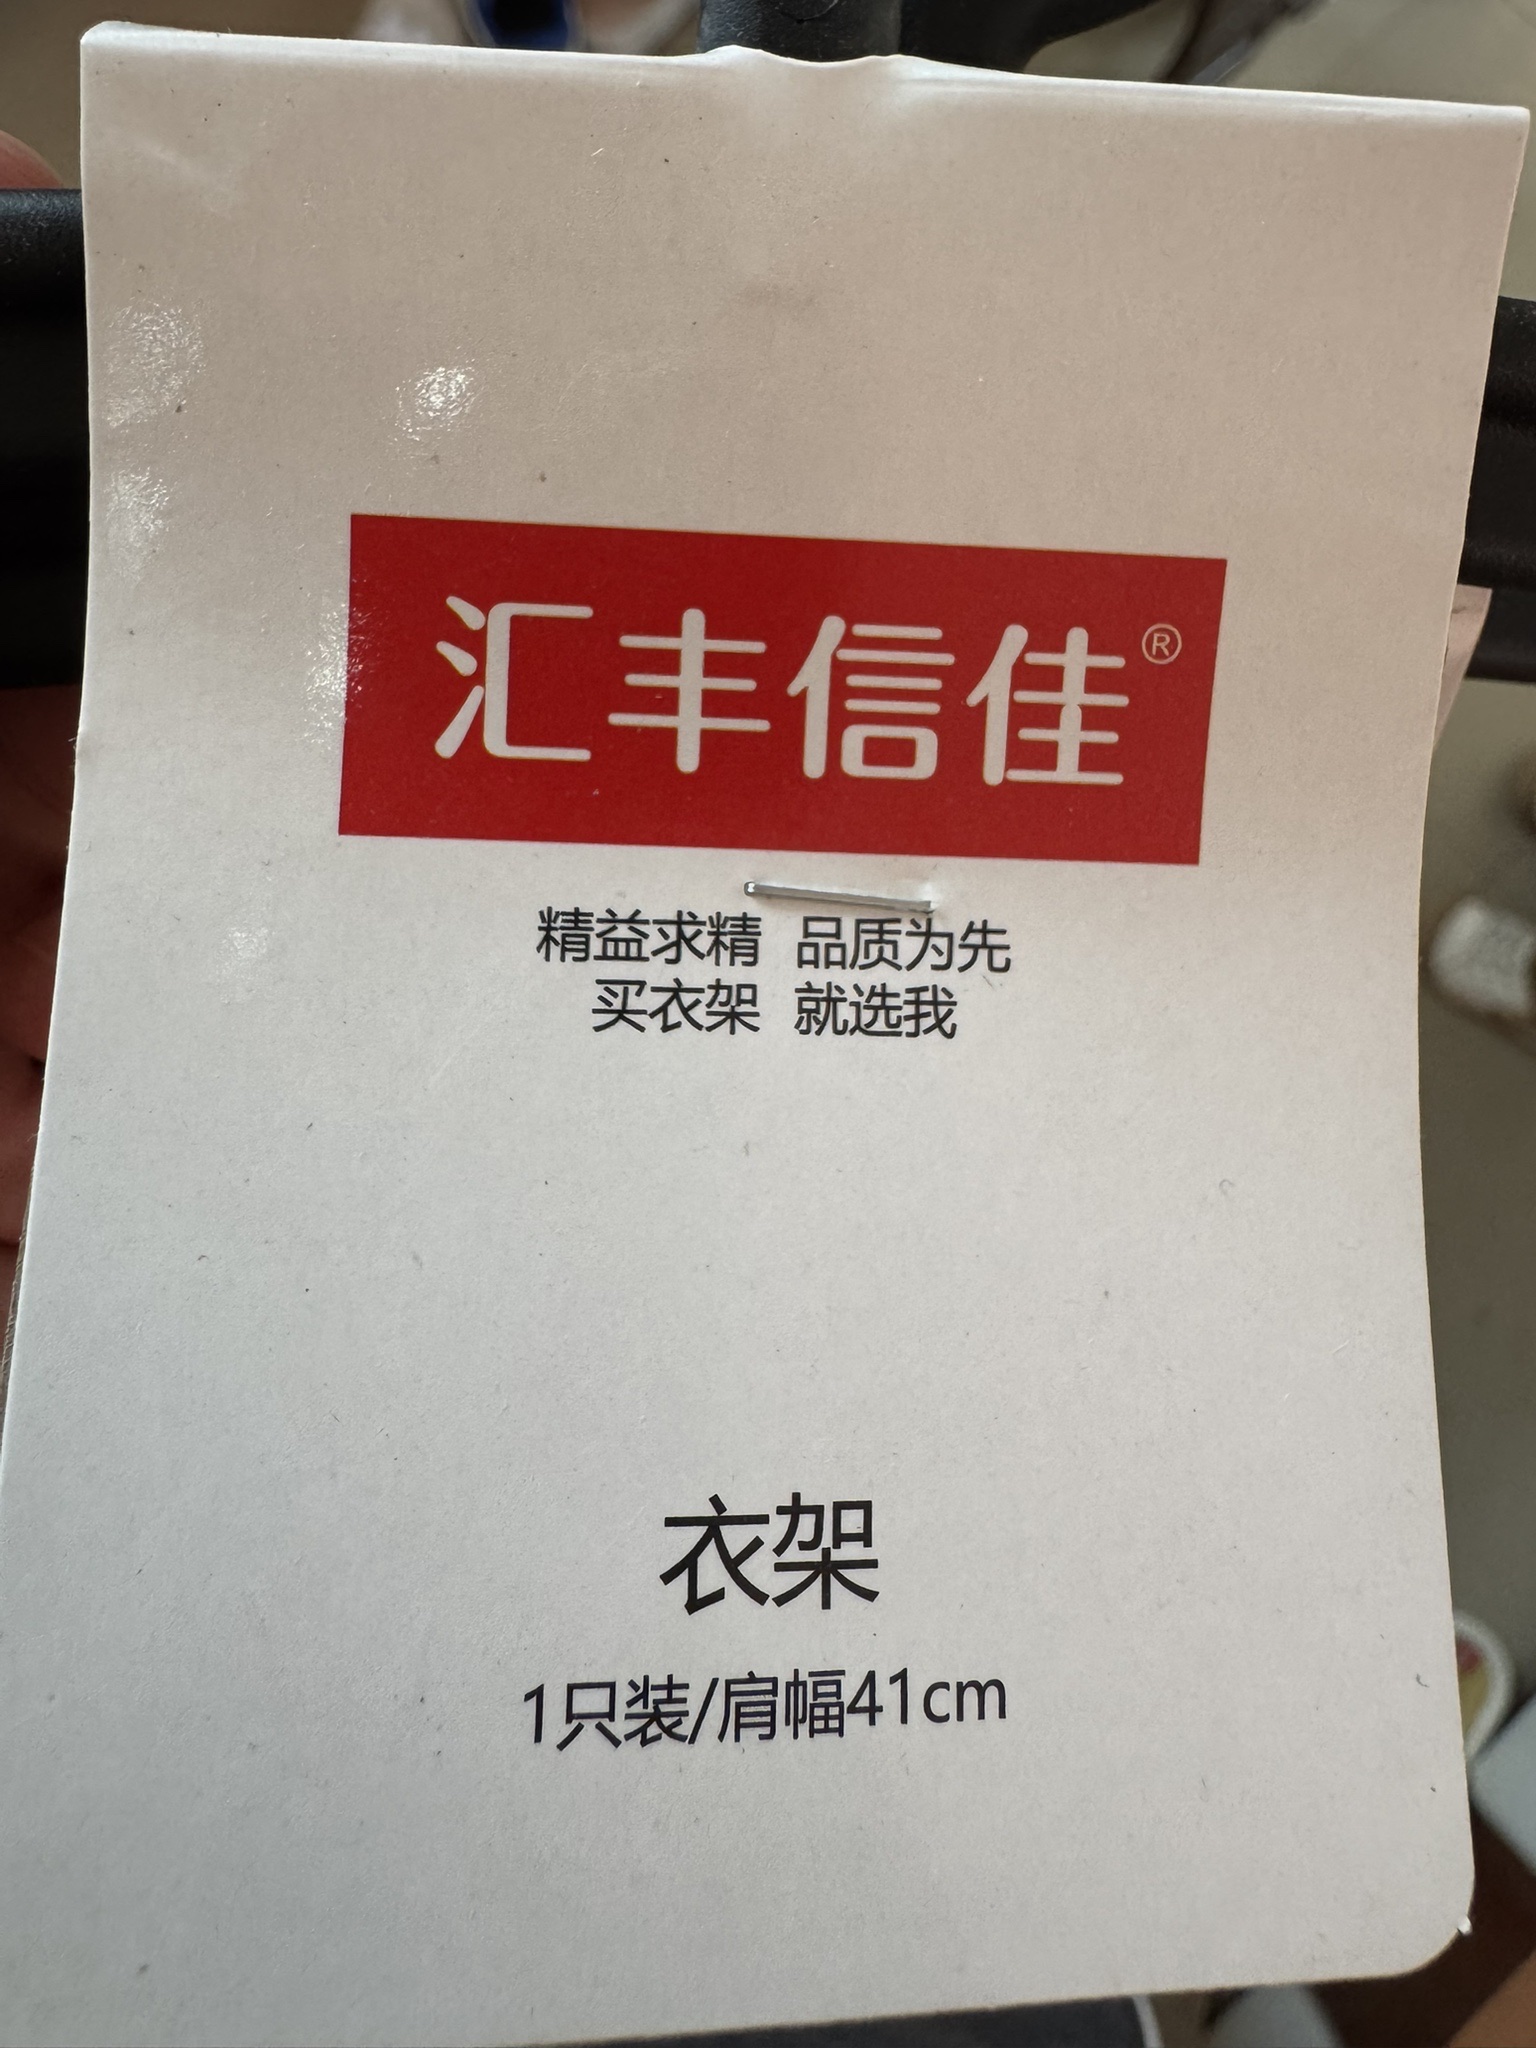 汇丰信佳®
精益求精 品质为先
买衣架 就选我
衣架
1只装/肩幅41cm